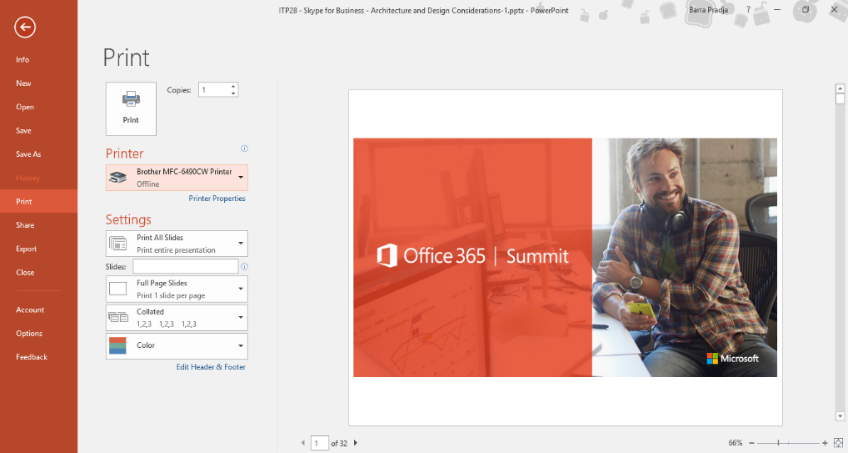 ITP28 - Skype for Business - Architecture and Design Considerations-1.pptx - PowerPoint
Barra Pradja
?
Info
New
Open
Save
Save As
History
Print
Share
Export
Close
Account
Options
Feedback
Print
Print
Copies: 1
Printer
Brother MFC-6490CW Printer
Offline
Printer Properties
Settings
Print All Slides
Print entire presentation
Slides:
Full Page Slides
Print 1 slide per page
Collated
1,2,3 1,2,3 1,2,3
Color
Edit Header & Footer
Office 365 | Summit
Microsoft
1 of 32
66%